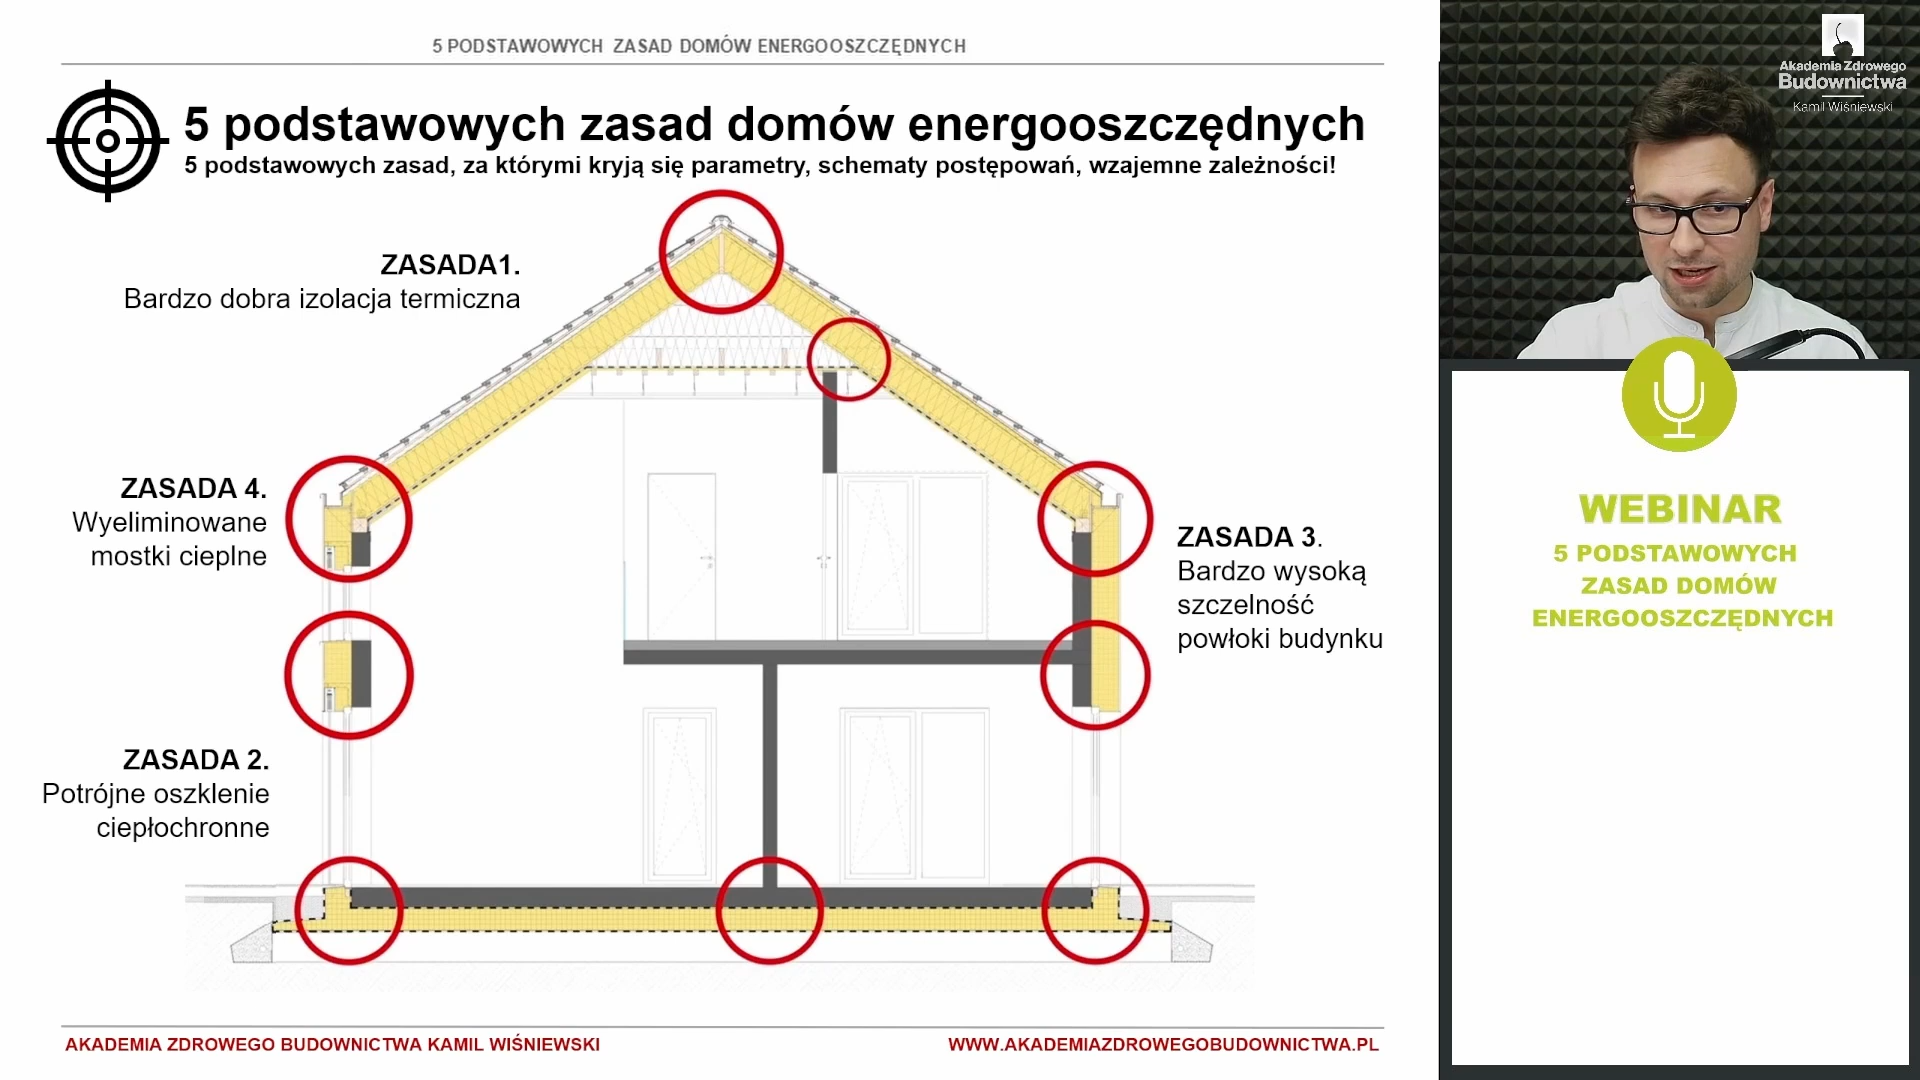 5 PODSTAWOWYCH ZASAD DOMÓW ENERGOOSZCZĘDNYCH
5 podstawowych zasad domów energooszczędnych
5 podstawowych zasad, za którymi kryją się parametry, schematy postępowań, wzajemne zależności!
ZASADA1.
Bardzo dobra izolacja termiczna
ZASADA 4.
Wyeliminowane
mostki cieplne
ZASADA 3.
Bardzo wysoką
szczelność
powłoki budynku
ZASADA 2.
Potrójne oszklenie
ciepłochronne
AKADEMIA ZDROWEGO BUDOWNICTWA KAMIL WIŚNIEWSKI
WWW.AKADEMIAZDROWEGOBUDOWNICTWA.PL
Akademia Zdrowego
Budownictwa
Kamil Wiśniewski
WEBINAR
5 PODSTAWOWYCH
ZASAD DOMÓW
ENERGOOSZCZĘDNYCH